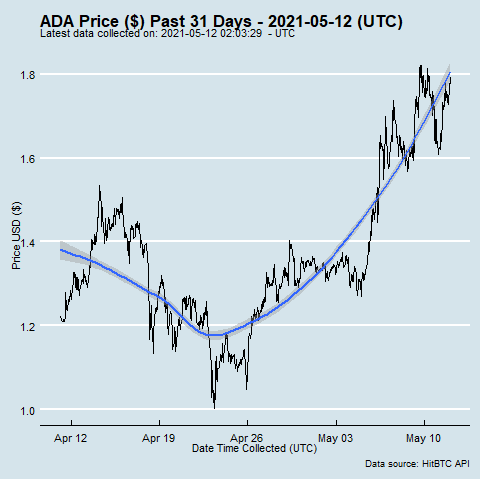 ADA Price ($) Past 31 Days - 2021-05-12 (UTC)
Latest data collected on: 2021-05-12 02:03:29  - UTC
Price USD ($)
1.8
1.6
1.4
1.2
1.0
Apr 12
Apr 19
Apr 26
May 03
May 10
Date Time Collected (UTC)
Data source: HitBTC API